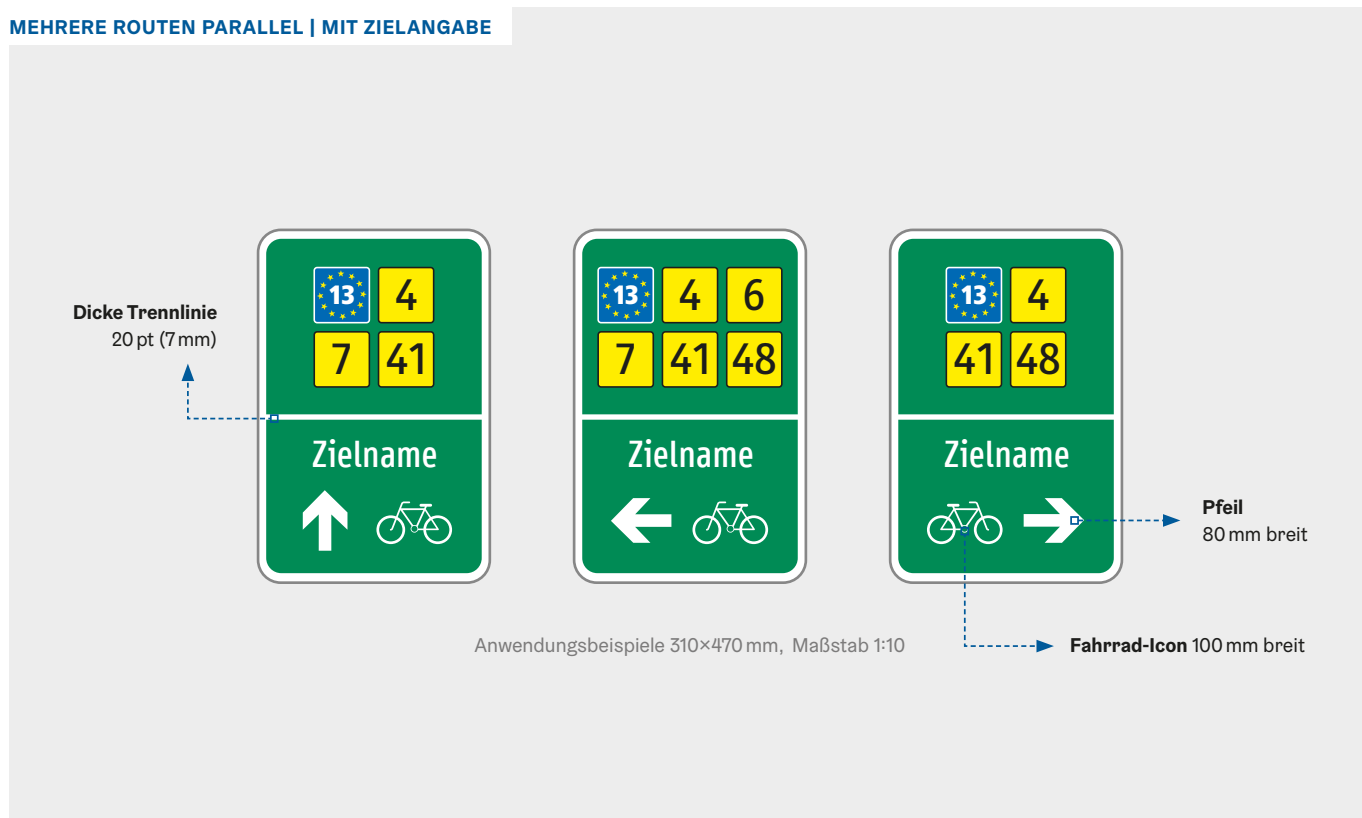 MEHRERE ROUTEN PARALLEL | MIT ZIELANGABE
Dicke Trennlinie
20 pt (7 mm)
13 4
7 41
Zielname
13 4 6
7 41 48
Zielname
13 4
41 48
Zielname
Pfeil
80 mm breit
Anwendungsbeispiele 310×470 mm, Maßstab 1:10
Fahrrad-Icon 100 mm breit